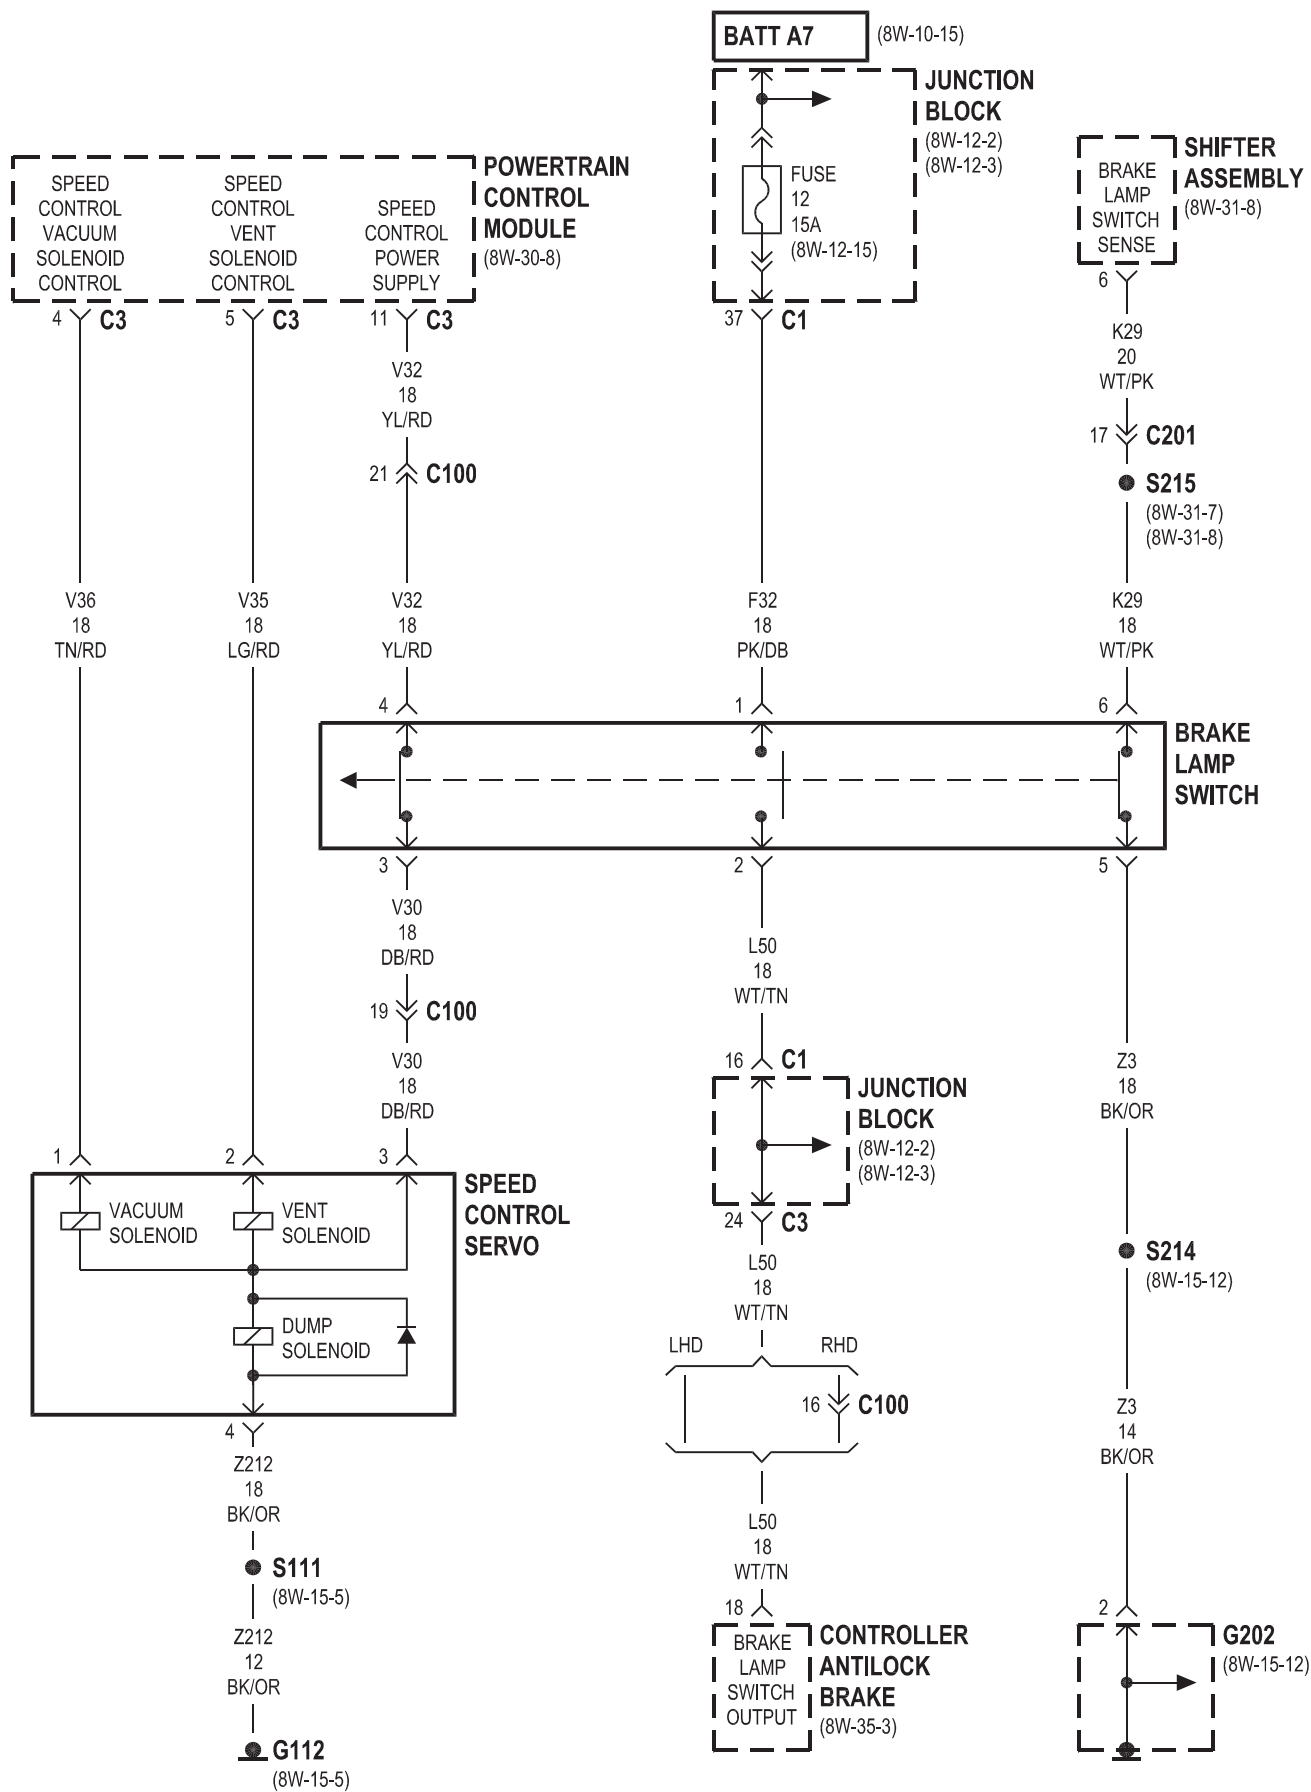 BATT A7
(8W-10-15)
JUNCTION
BLOCK
(8W-12-2)
(8W-12-3)
FUSE
12
15A
(8W-12-15)
37
C1
SHIFTER
ASSEMBLY
(8W-31-8)
BRAKE
LAMP
SWITCH
SENSE
6
K29
20
WT/PK
17
C201
S215
(8W-31-7)
(8W-31-8)
POWERTRAIN
CONTROL
MODULE
(8W-30-8)
SPEED
CONTROL
VACUUM
SOLENOID
CONTROL
SPEED
CONTROL
VENT
SOLENOID
CONTROL
SPEED
CONTROL
POWER
SUPPLY
4
C3
5
C3
11
C3
V32
18
YL/RD
21
C100
V36
18
TN/RD
V35
18
LG/RD
V32
18
YL/RD
F32
18
PK/DB
K29
18
WT/PK
4
1
6
BRAKE
LAMP
SWITCH
3
2
5
V30
18
DB/RD
19
C100
V30
18
DB/RD
L50
18
WT/TN
16
C1
JUNCTION
BLOCK
(8W-12-2)
(8W-12-3)
24
C3
L50
18
WT/TN
Z3
18
BK/OR
S214
(8W-15-12)
1
2
3
VACUUM
SOLENOID
VENT
SOLENOID
DUMP
SOLENOID
SPEED
CONTROL
SERVO
4
Z212
18
BK/OR
S111
(8W-15-5)
Z212
12
BK/OR
G112
(8W-15-5)
LHD
RHD
16
C100
L50
18
WT/TN
18
BRAKE
LAMP
SWITCH
OUTPUT
CONTROLLER
ANTILOCK
BRAKE
(8W-35-3)
Z3
14
BK/OR
2
G202
(8W-15-12)